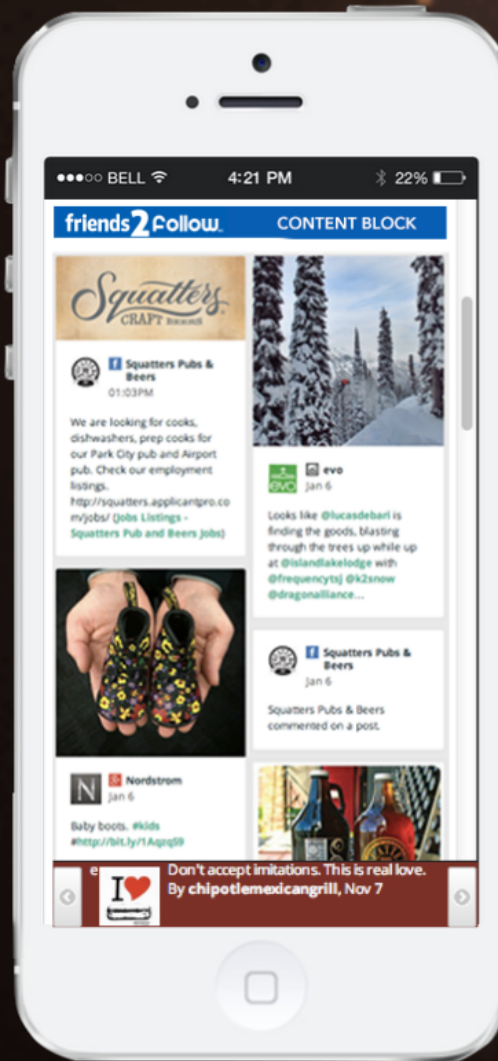 BELL
4:21 PM
22%
friends2follow
CONTENT BLOCK
Squatters
CRAFT BEERS
Squatters Pubs &
Beers
01:03PM
We are looking for cooks,
dishwashers, prep cooks for
our Park City pub and Airport
pub. Check our employment
listings.
http://squatters.applicantpro.co
m/jobs/ (Jobs Listings -
Squatters Pub and Beers Jobs)
N
Nordstrom
Jan 6
Baby boots. #kids
evo
evo
Jan 6
Looks like @lucasdebari is
finding the goods, blasting
through the trees up while up
at @islandlakelodge with
@frequencytsj @k2snow
@dragonalliance...
Squatters Pubs &
Beers
Jan 6
Squatters Pubs & Beers
commented on a post.
e
I
Don't accept imitations. This is real love.
By chipotlemexicangrill, Nov 7